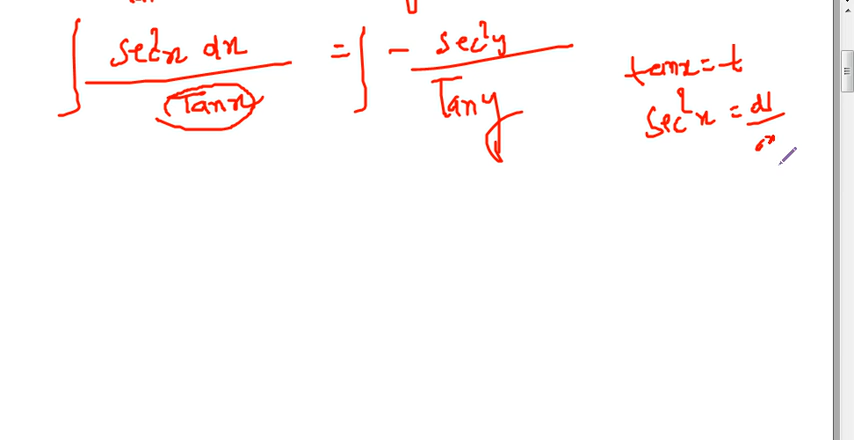 ∫ sec²x dx / Tanx = ∫ - sec²y / Tany
tanx = t
sec²x = dt/